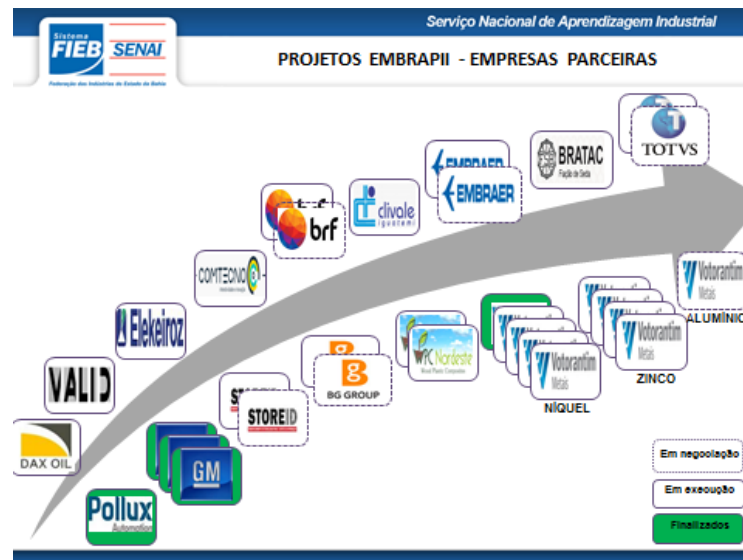 Serviço Nacional de Aprendizagem Industrial
Sistema
FIEB SENAI
Federação das Indústrias do Estado da Bahia
PROJETOS EMBRAPII - EMPRESAS PARCEIRAS
TOTVS
BRATAC
Fiação de Seda
EMBRAER
EMBRAER
brf
clivale
iguatemi
COMTECNO
Elekeiroz
VALID
DAX OIL
Votorantim
Metais
ALUMÍNIO
Votorantim
Metais
ZINCO
Votorantim
Metais
NÍQUEL
PC Nordeste
Wood Plastic Composites
BG GROUP
STOREID
GM
Pollux
Automation
Em negociação
Em execução
Finalizados